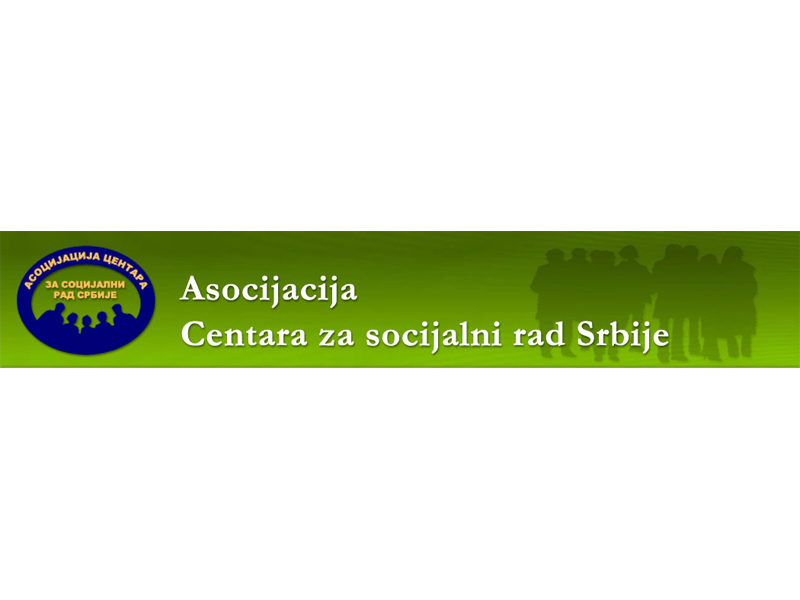 АСОЦИЈАЦИЈА ЦЕНТАРА
ЗА СОЦИЈАЛНИ
РАД СРБИЈЕ
Asocijacija
Centara za socijalni rad Srbije